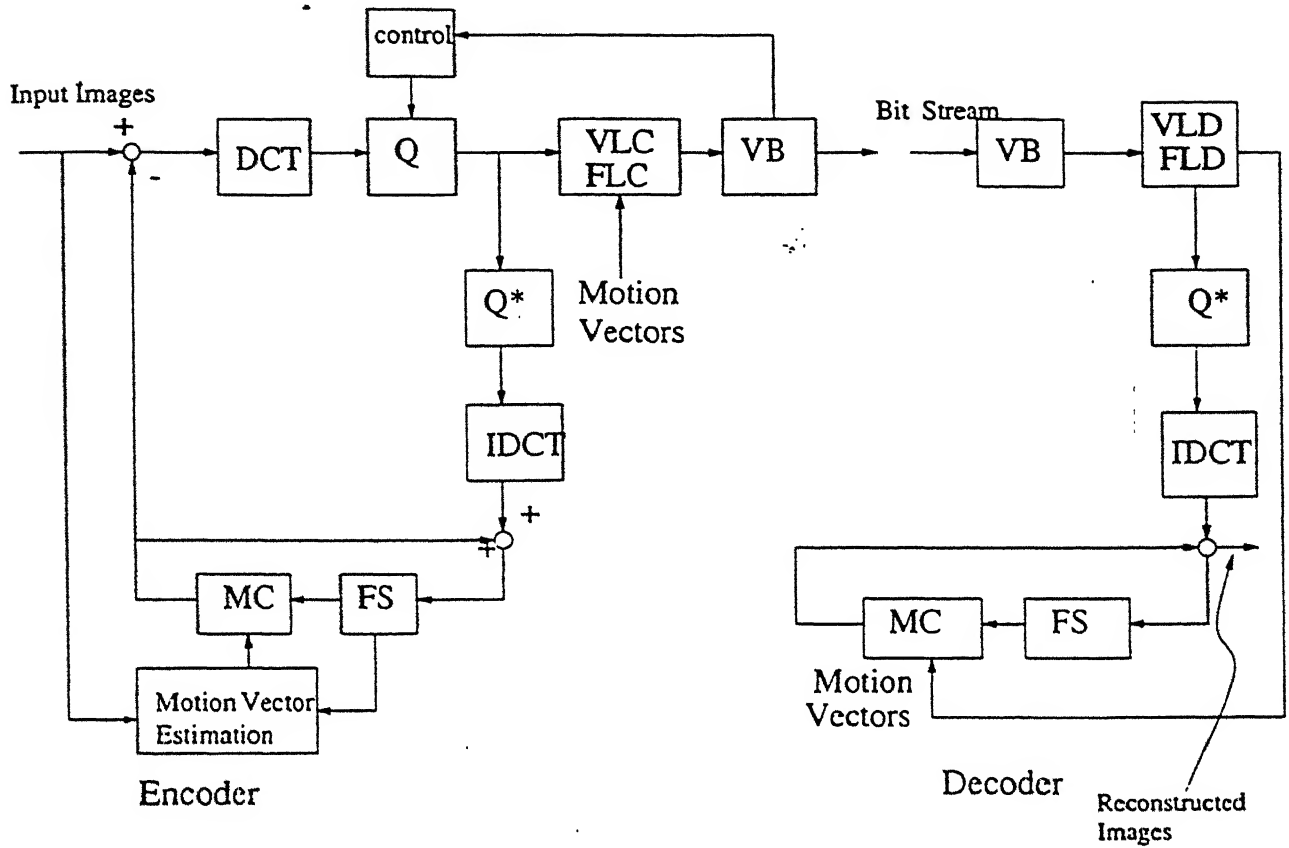 control
Input Images
+
-
DCT
Q
VLC
FLC
VB
Bit Stream
VB
VLD
FLD
Q*
Motion
Vectors
Q*
IDCT
IDCT
+
+
MC
FS
MC
FS
Motion Vector
Estimation
Motion
Vectors
Encoder
Decoder
Reconstructed
Images